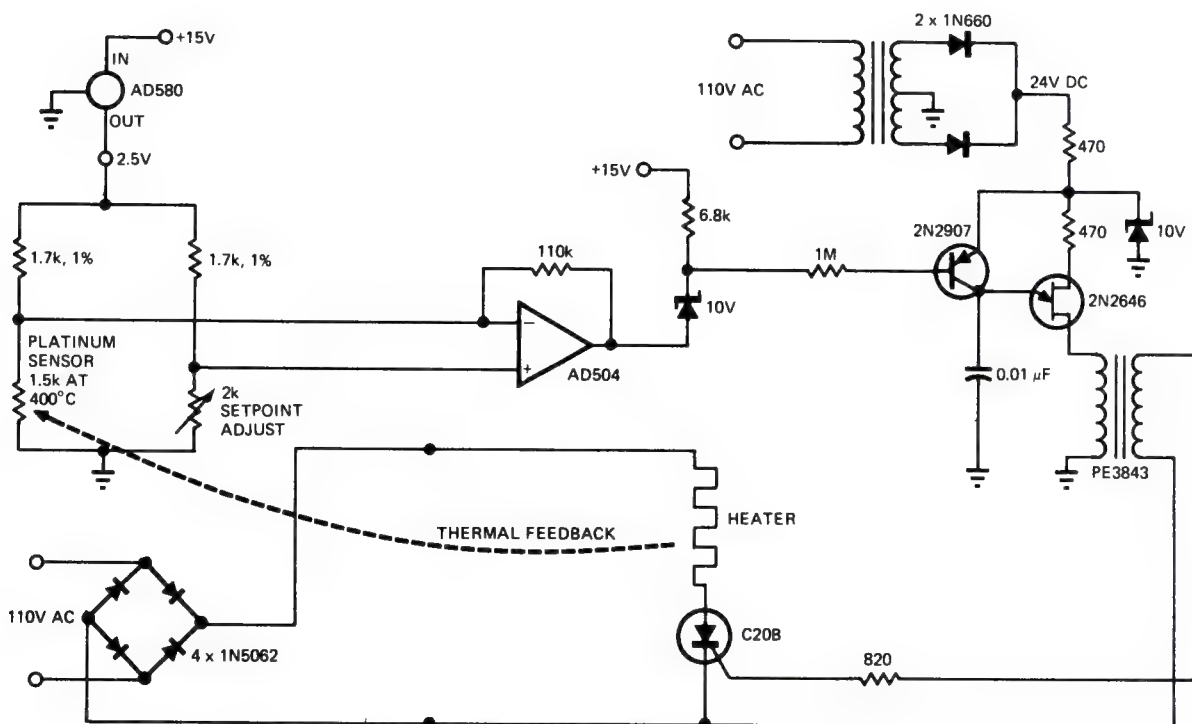 +15V
IN
AD580
OUT
2.5V
1.7k, 1%
1.7k, 1%
PLATINUM
SENSOR
1.5k AT
400°C
2k
SETPOINT
ADJUST
110k
−
+
AD504
+15V
6.8k
10V
1M
110V AC
2 x 1N660
24V DC
470
2N2907
470
10V
2N2646
0.01 μF
PE3843
THERMAL FEEDBACK
HEATER
110V AC
4 x 1N5062
C20B
820